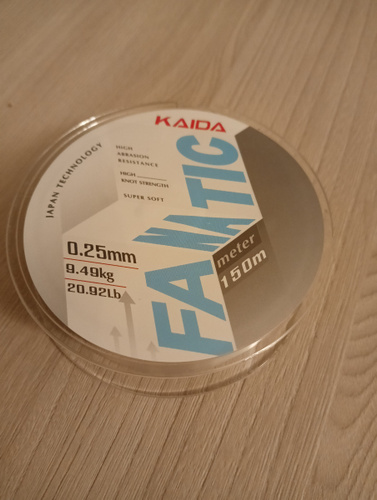 KAIDA
JAPAN TECHNOLOGY
HIGH
ABRASION
RESISTANCE
HIGH
KNOT STRENGTH
SUPER SOFT
FANATIC
0.25mm
9.49kg
20.92Lb
meter
150m